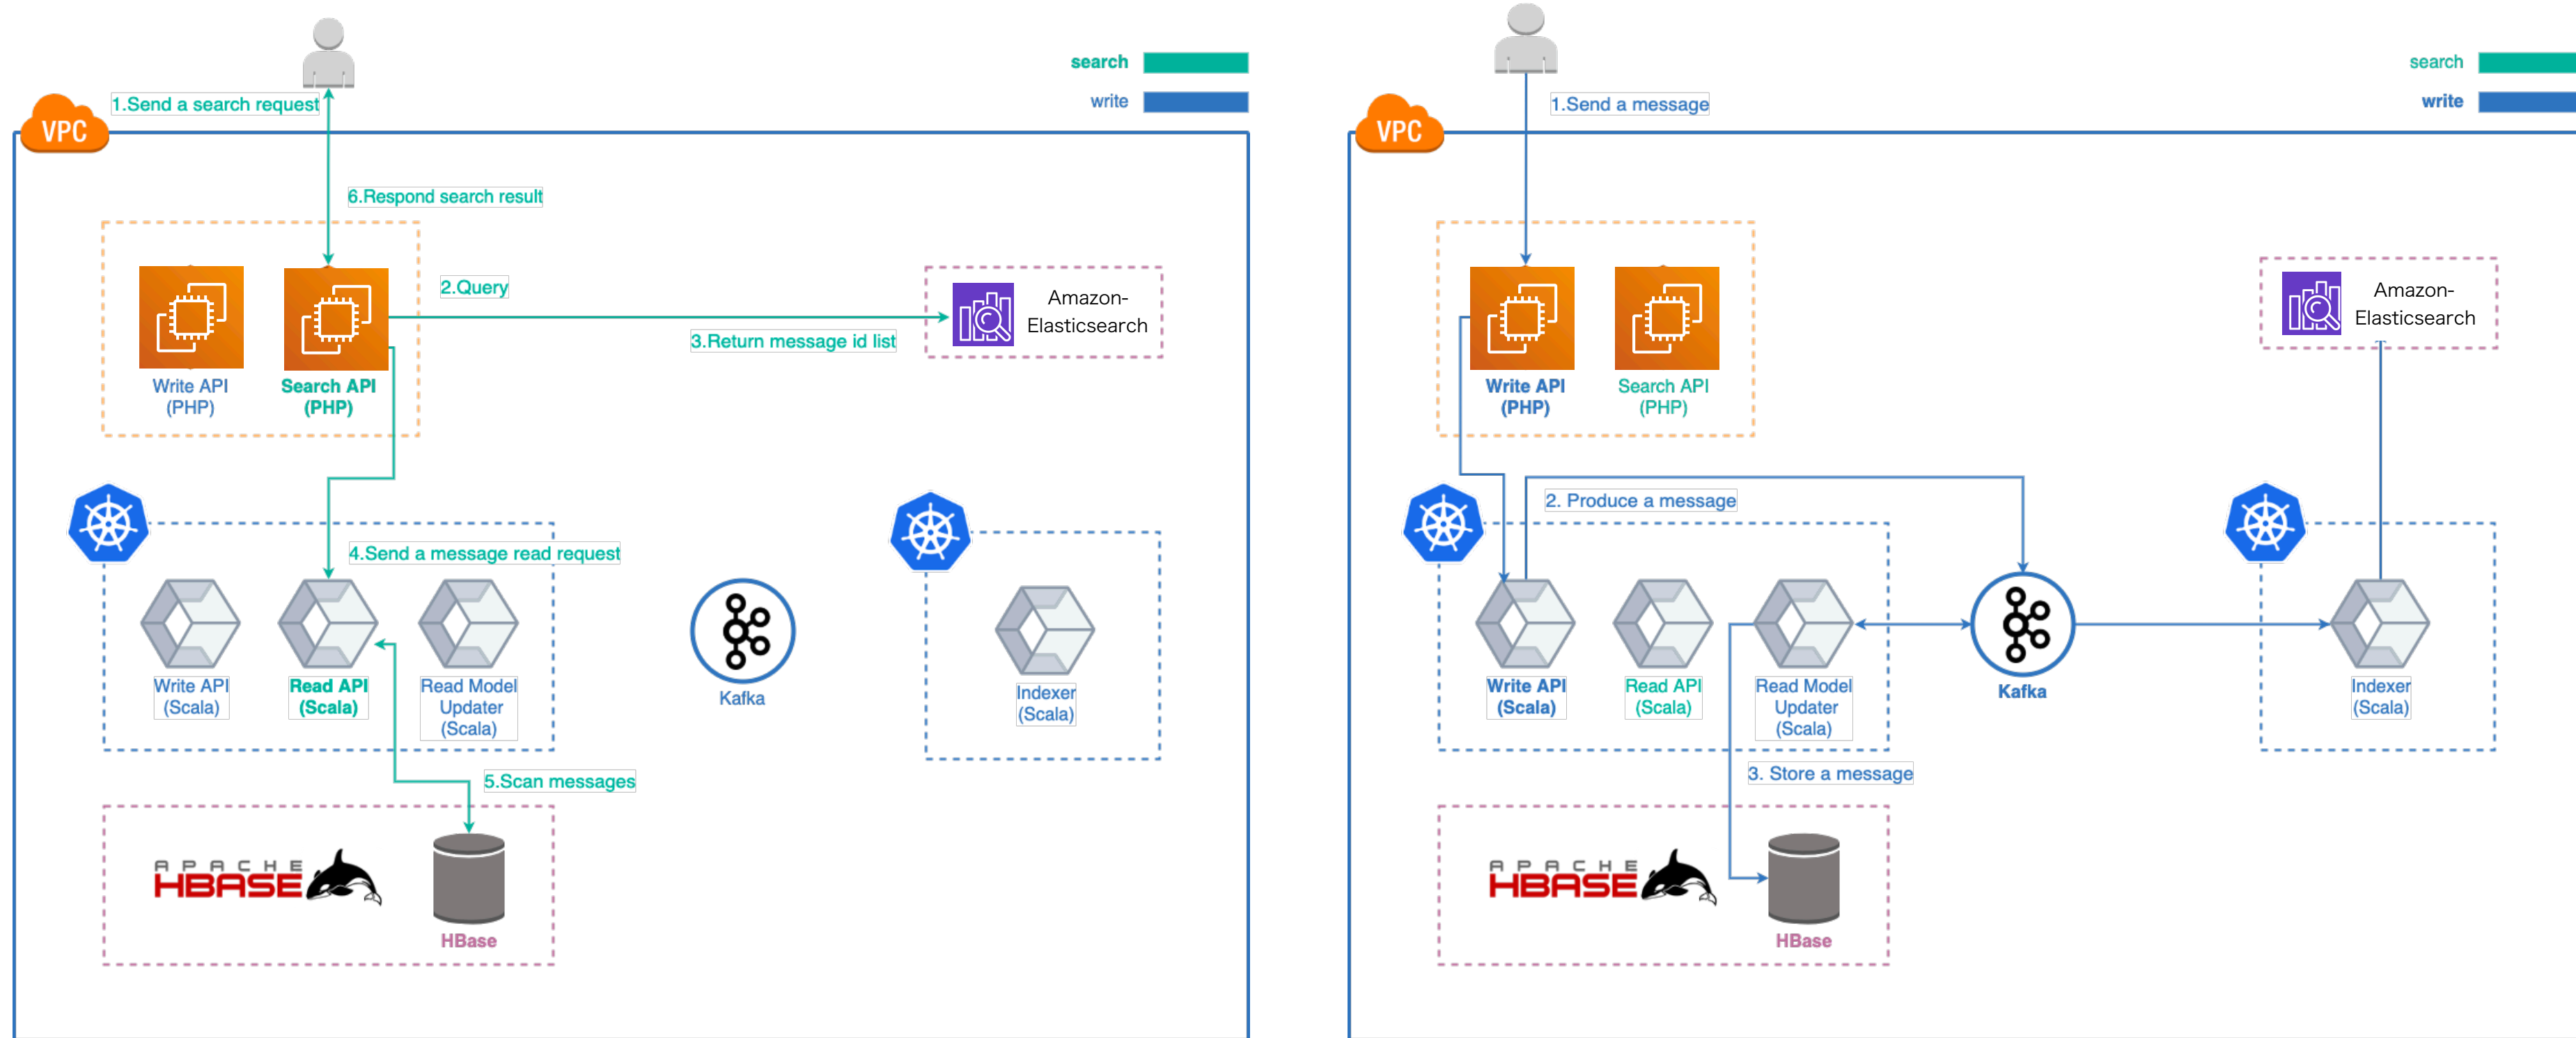 search
write
1.Send a search request
VPC
6.Respond search result
2.Query
3.Return message id list
Amazon-
Elasticsearch
Write API
(PHP)
Search API
(PHP)
4.Send a message read request
Write API
(Scala)
Read API
(Scala)
Read Model
Updater
(Scala)
Kafka
Indexer
(Scala)
5.Scan messages
APACHE
HBASE
HBase
search
write
1.Send a message
VPC
Amazon-
Elasticsearch
Write API
(PHP)
Search API
(PHP)
2. Produce a message
Write API
(Scala)
Read API
(Scala)
Read Model
Updater
(Scala)
Kafka
Indexer
(Scala)
3. Store a message
APACHE
HBASE
HBase